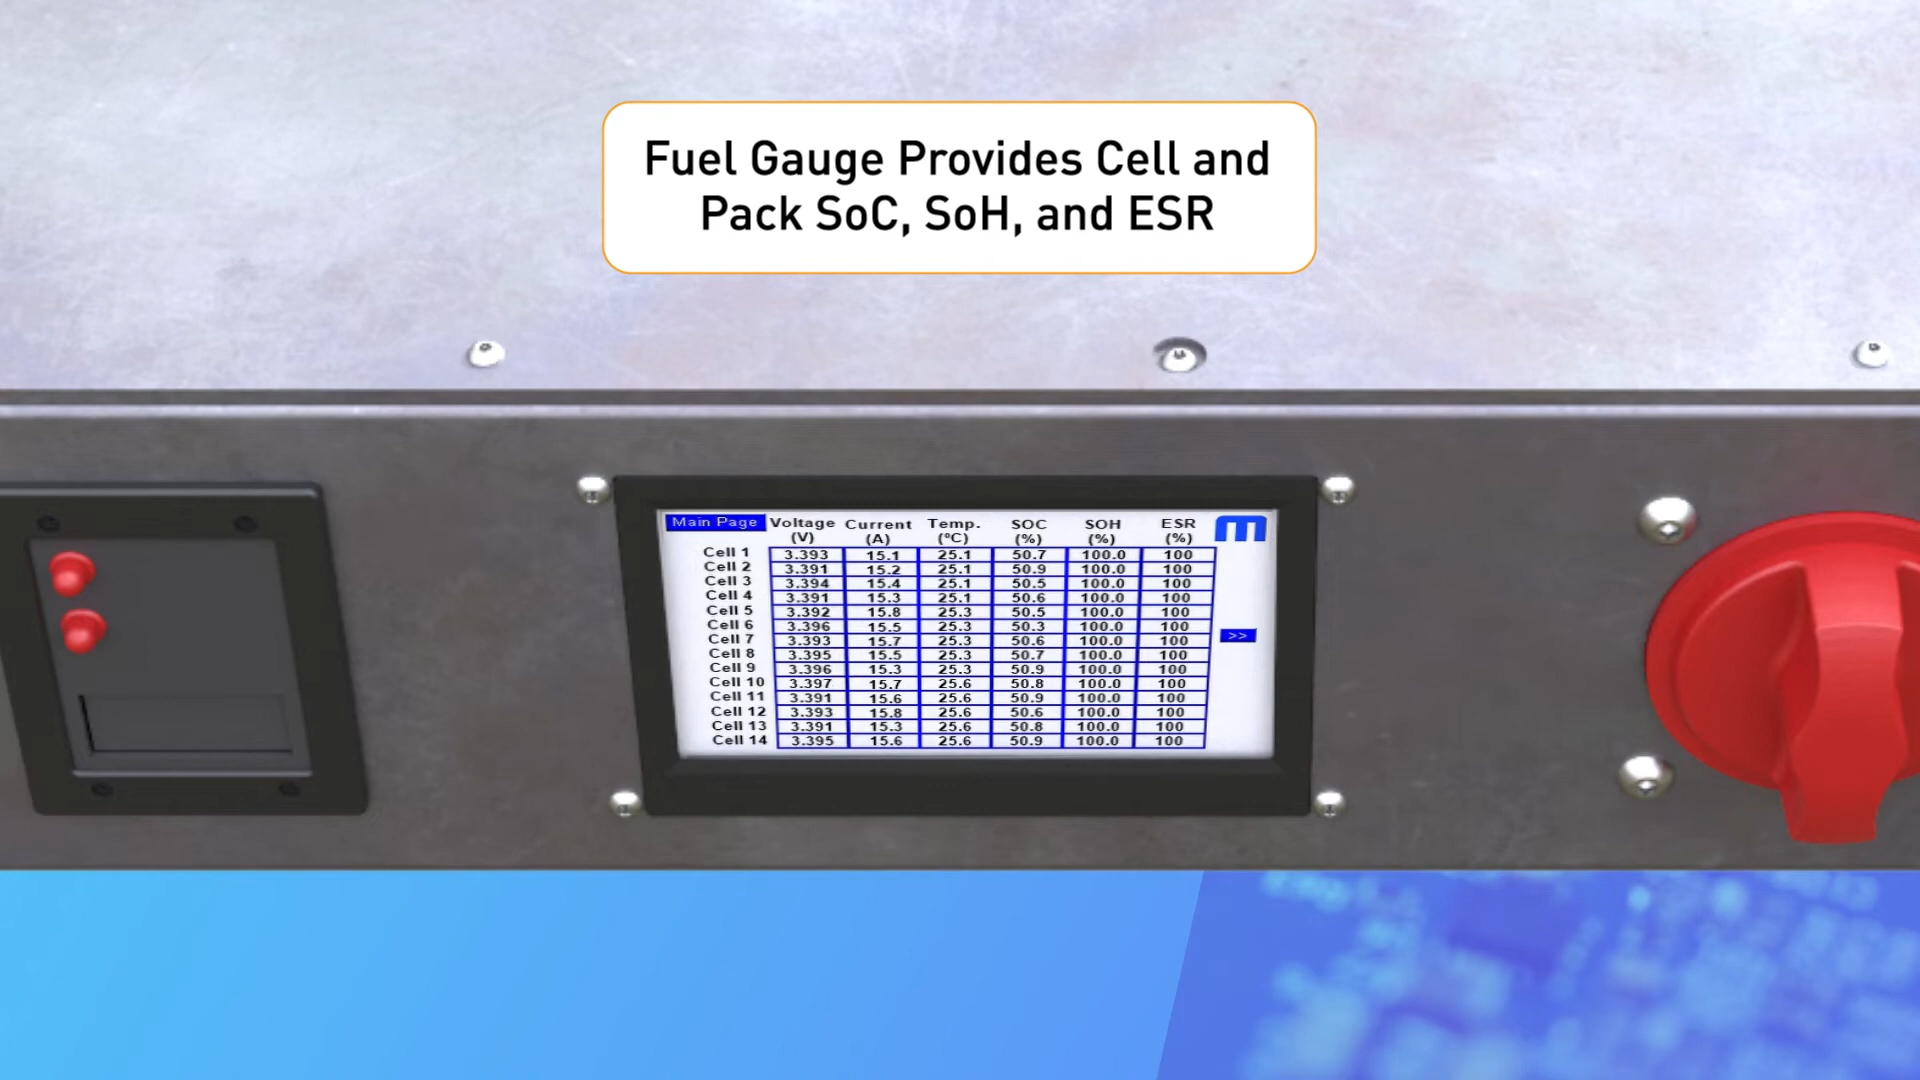 Fuel Gauge Provides Cell and
Pack SoC, SoH, and ESR
Main Page Voltage (V) Current (A) Temp. (ºC) SOC (%) SOH (%) ESR (%)
Cell 1 3.393 15.1 25.1 50.7 100.0 100
Cell 2 3.391 15.2 25.1 50.9 100.0 100
Cell 3 3.394 15.4 25.1 50.5 100.0 100
Cell 4 3.391 15.3 25.1 50.6 100.0 100
Cell 5 3.392 15.8 25.3 50.5 100.0 100
Cell 6 3.396 15.5 25.3 50.3 100.0 100
Cell 7 3.393 15.7 25.3 50.6 100.0 100
>>
Cell 8 3.395 15.5 25.3 50.7 100.0 100
Cell 9 3.396 15.3 25.3 50.9 100.0 100
Cell 10 3.397 15.7 25.6 50.8 100.0 100
Cell 11 3.391 15.6 25.6 50.9 100.0 100
Cell 12 3.393 15.8 25.6 50.6 100.0 100
Cell 13 3.391 15.3 25.6 50.8 100.0 100
Cell 14 3.395 15.6 25.6 50.9 100.0 100